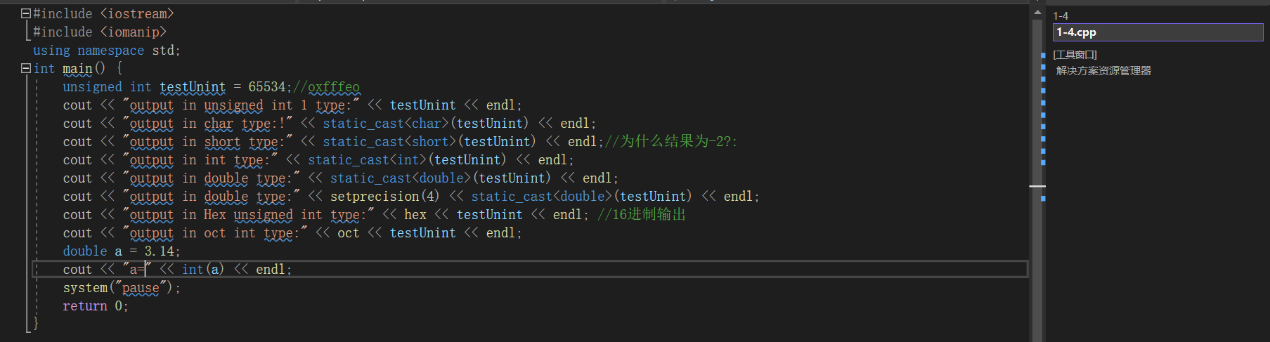 #include <iostream>
#include <iomanip>
using namespace std;
int main() {
unsigned int testUnint = 65534;//oxfffeo
cout << "output in unsigned int l type:" << testUnint << endl;
cout << "output in char type:!" << static_cast<char>(testUnint) << endl;
cout << "output in short type:" << static_cast<short>(testUnint) << endl;//为什么结果为-2?:
cout << "output in int type:" << static_cast<int>(testUnint) << endl;
cout << "output in double type:" << static_cast<double>(testUnint) << endl;
cout << "output in double type:" << setprecision(4) << static_cast<double>(testUnint) << endl;
cout << "output in Hex unsigned int type:" << hex << testUnint << endl; //16进制输出
cout << "output in oct int type:" << oct << testUnint << endl;
double a = 3.14;
cout << "a=" << int(a) << endl;
system("pause");
return 0;
}
1-4
1-4.cpp
[工具窗口]
解决方案资源管理器